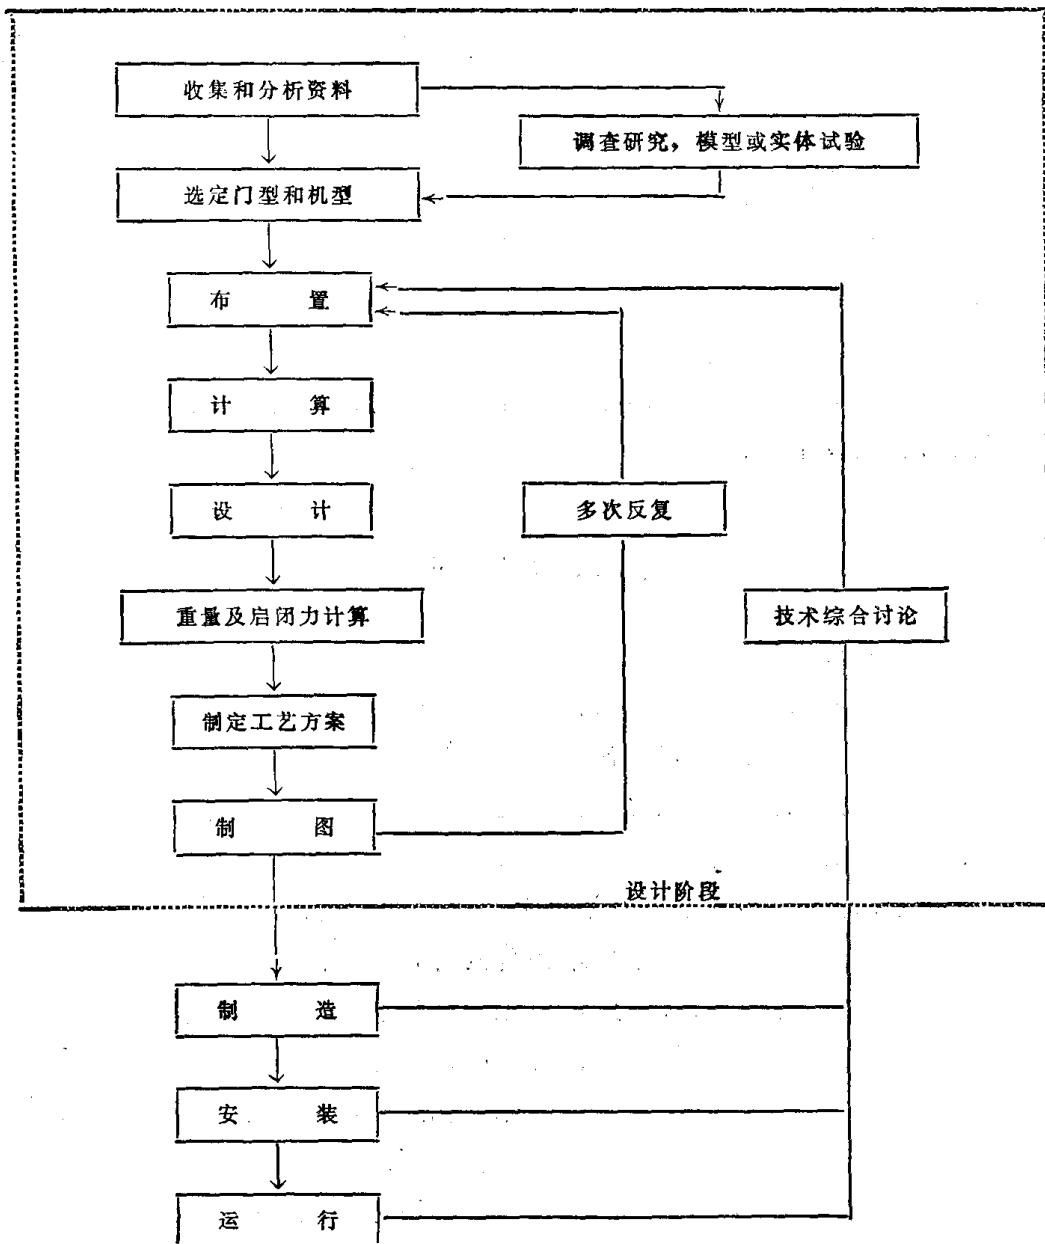 收集和分析资料
调查研究，模型或实体试验
选定门型和机型
布 置
计 算
设 计
多次反复
重量及启闭力计算
技术综合讨论
制定工艺方案
制 图
设计阶段
制 造
安 装
运 行